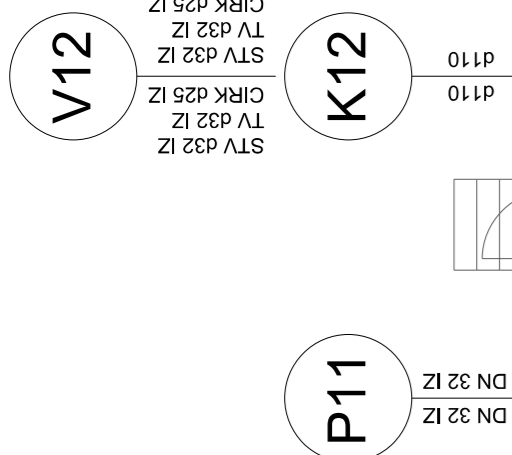 V12
STV d32 IZ
TV d32 IZ
CIRK d25 IZ
STV d32 IZ
TV d32 IZ
CIRK d25 IZ
K12
d110
d110
P11
DN 32 IZ
DN 32 IZ